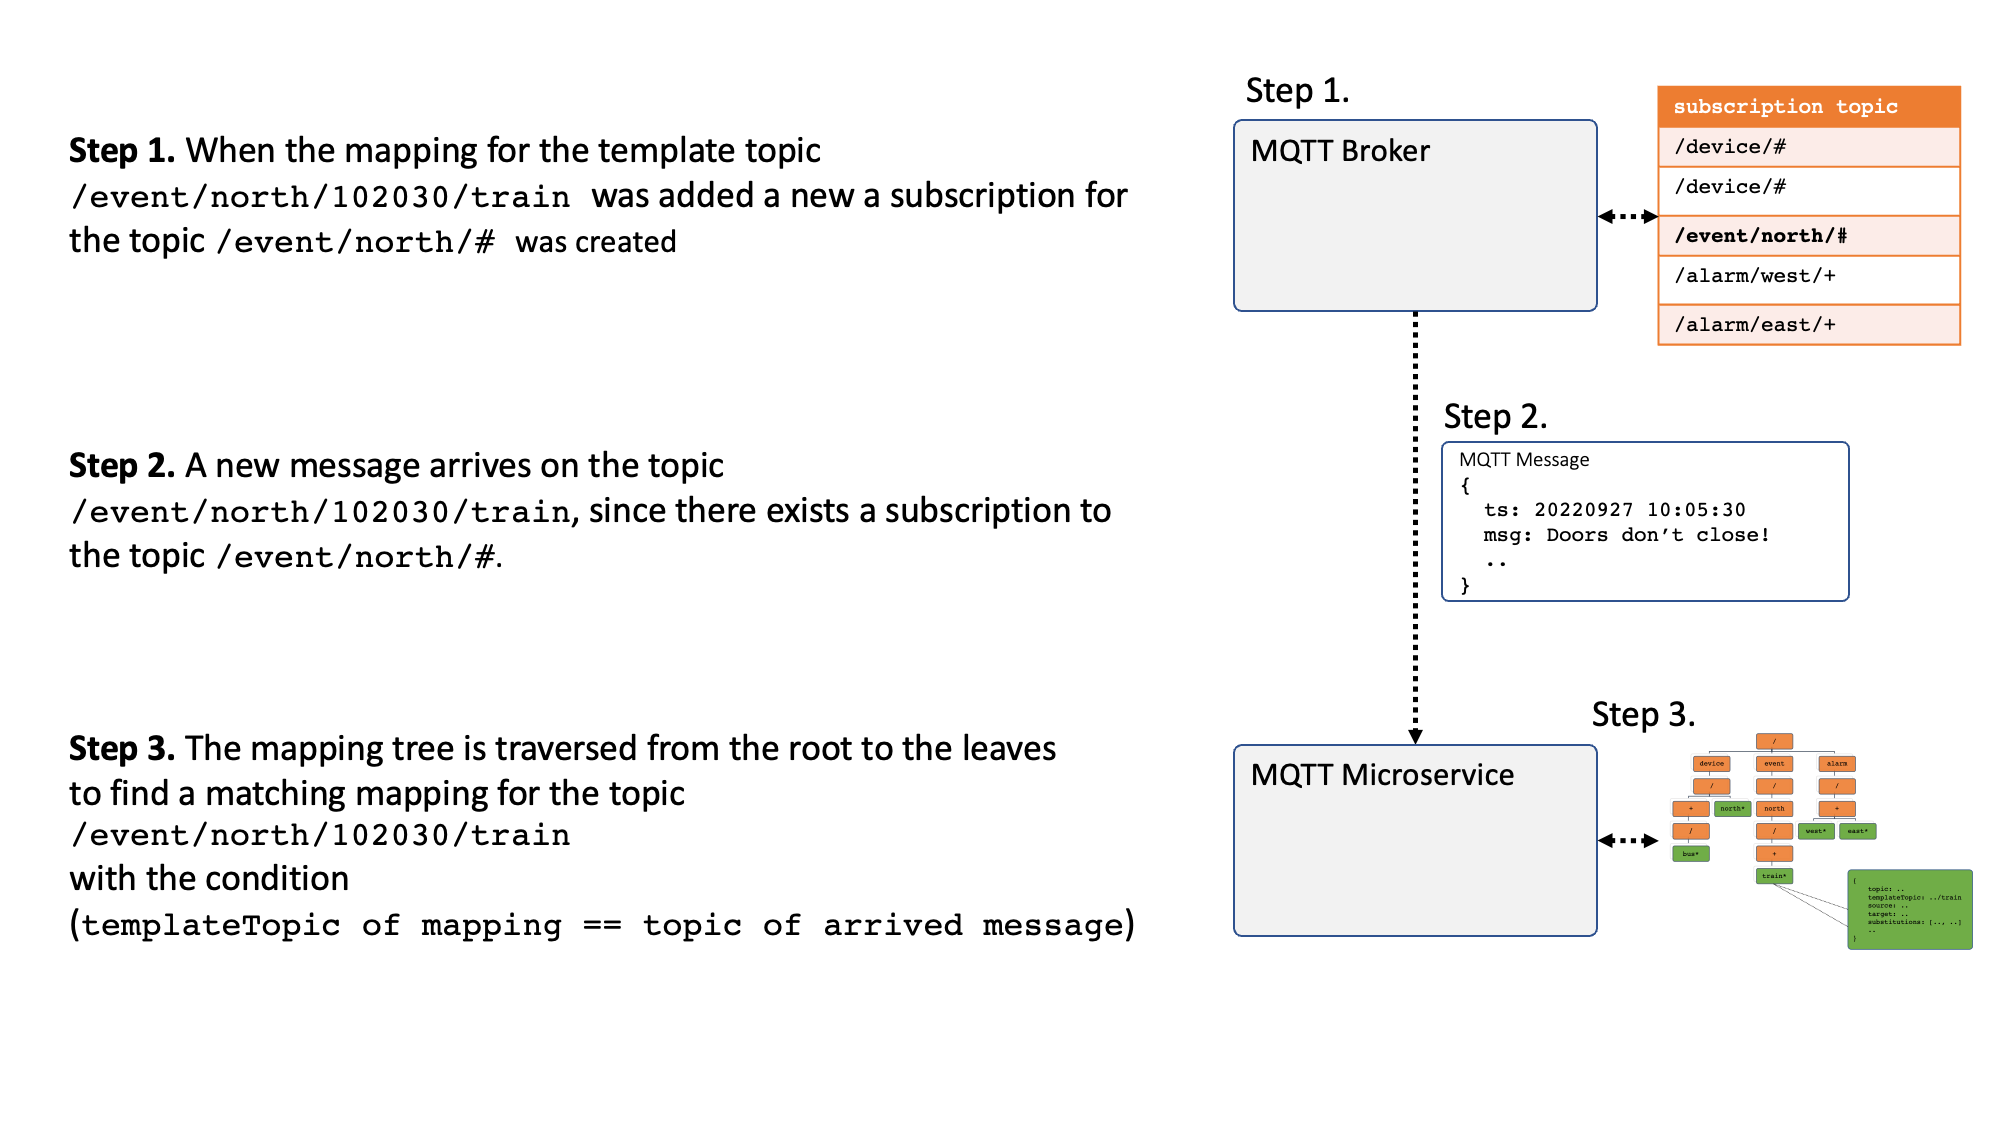 Step 1. When the mapping for the template topic
/event/north/102030/train was added a new a subscription for
the topic /event/north/# was created
Step 2. A new message arrives on the topic
/event/north/102030/train, since there exists a subscription to
the topic /event/north/#.
Step 3. The mapping tree is traversed from the root to the leaves
to find a matching mapping for the topic
/event/north/102030/train
with the condition
(templateTopic of mapping == topic of arrived message)
Step 1.
MQTT Broker
subscription topic
/device/#
/device/#
/event/north/#
/alarm/west/+
/alarm/east/+
Step 2.
MQTT Message
{
ts: 20220927 10:05:30
msg: Doors don’t close!
..
}
Step 3.
MQTT Microservice
/
device event alarm
/ / /
+ north* north +
/ / west* east*
bus* +
train*
{
topic: ..
templateTopic: ../train
source: ..
target: ..
substitutions: [.., ..]
..
}